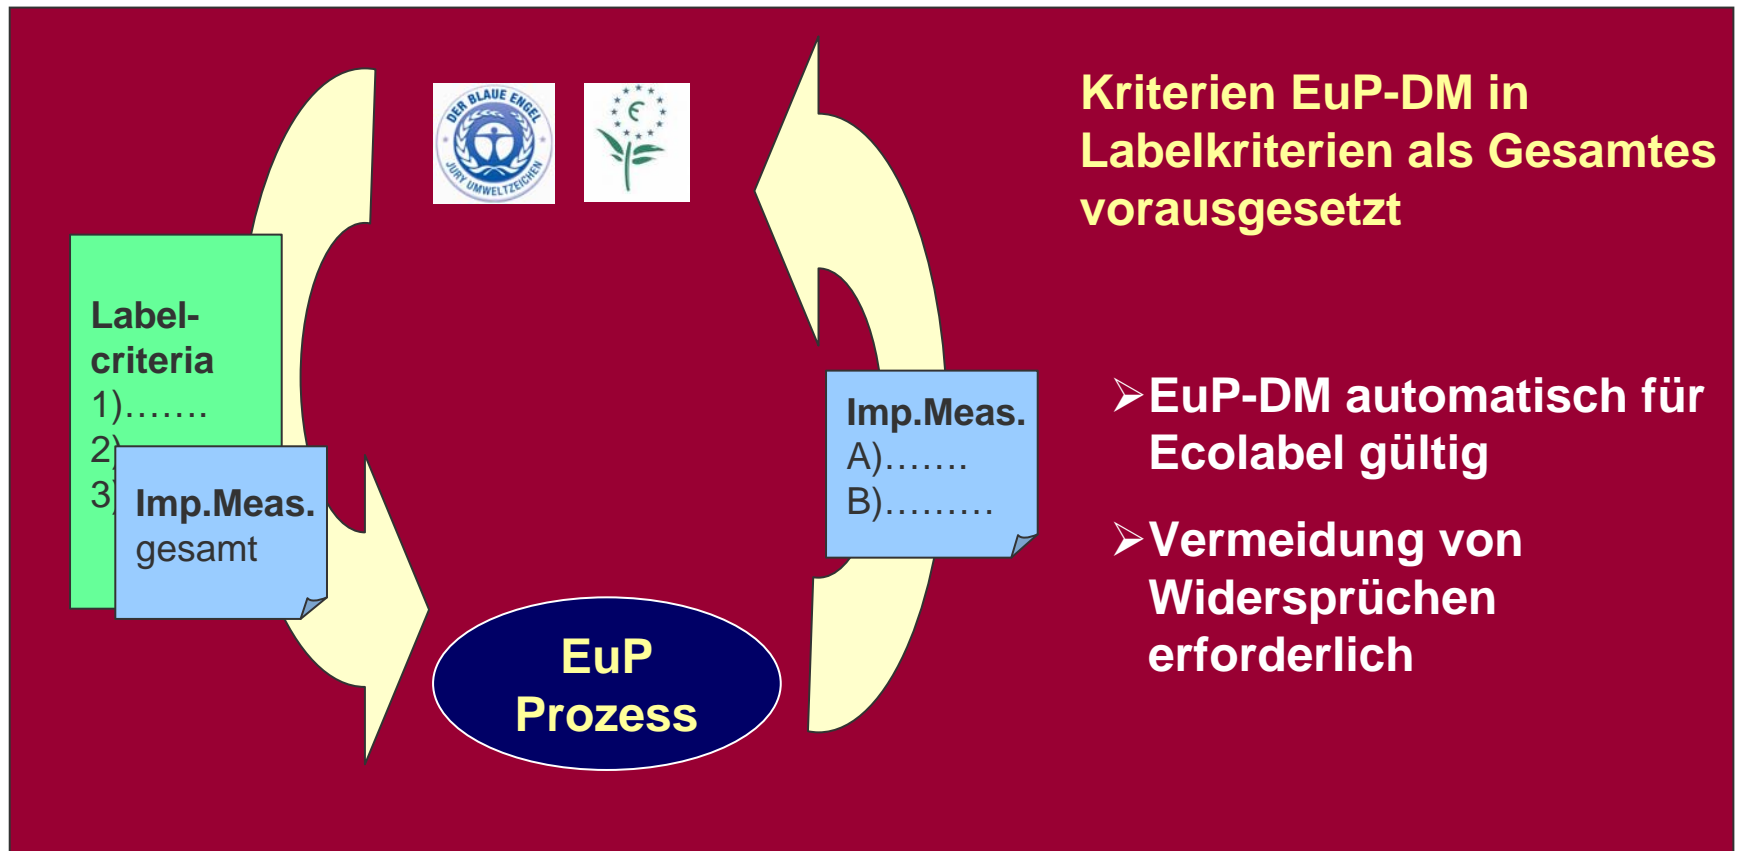 DER BLAUE ENGEL
JURY UMWELTZEICHEN
Kriterien EuP-DM in
Labelkriterien als Gesamtes
vorausgesetzt
Label-
criteria
1).......
2)
3)
Imp.Meas.
gesamt
Imp.Meas.
A).......
B).........
EuP
Prozess
➢EuP-DM automatisch für
Ecolabel gültig
➢Vermeidung von
Widersprüchen
erforderlich